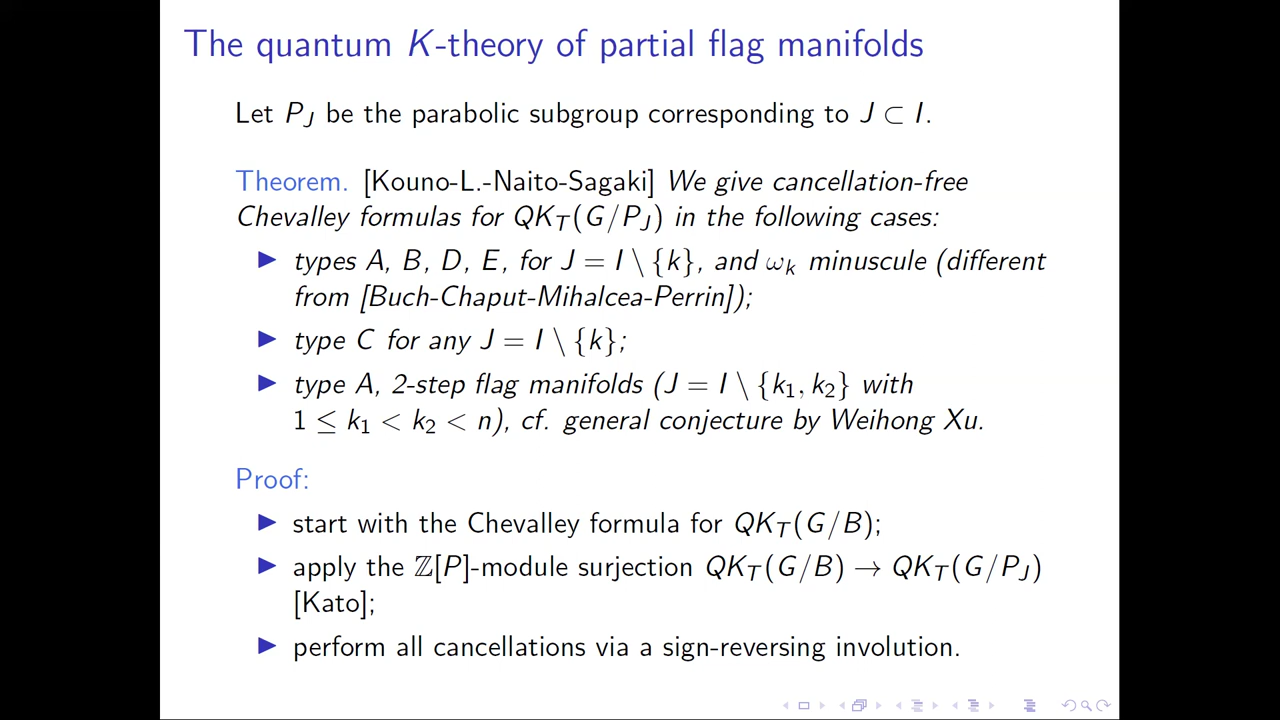 The quantum K-theory of partial flag manifolds
Let P_J be the parabolic subgroup corresponding to J ⊂ I.
Theorem. [Kouno-L.-Naito-Sagaki] We give cancellation-free
Chevalley formulas for QK_T(G/P_J) in the following cases:
▶ types A, B, D, E, for J = I \ {k}, and ω_k minuscule (different
from [Buch-Chaput-Mihalcea-Perrin]);
▶ type C for any J = I \ {k};
▶ type A, 2-step flag manifolds (J = I \ {k₁, k₂} with
1 ≤ k₁ < k₂ < n), cf. general conjecture by Weihong Xu.
Proof:
▶ start with the Chevalley formula for QK_T(G/B);
▶ apply the ℤ[P]-module surjection QK_T(G/B) → QK_T(G/P_J)
[Kato];
▶ perform all cancellations via a sign-reversing involution.